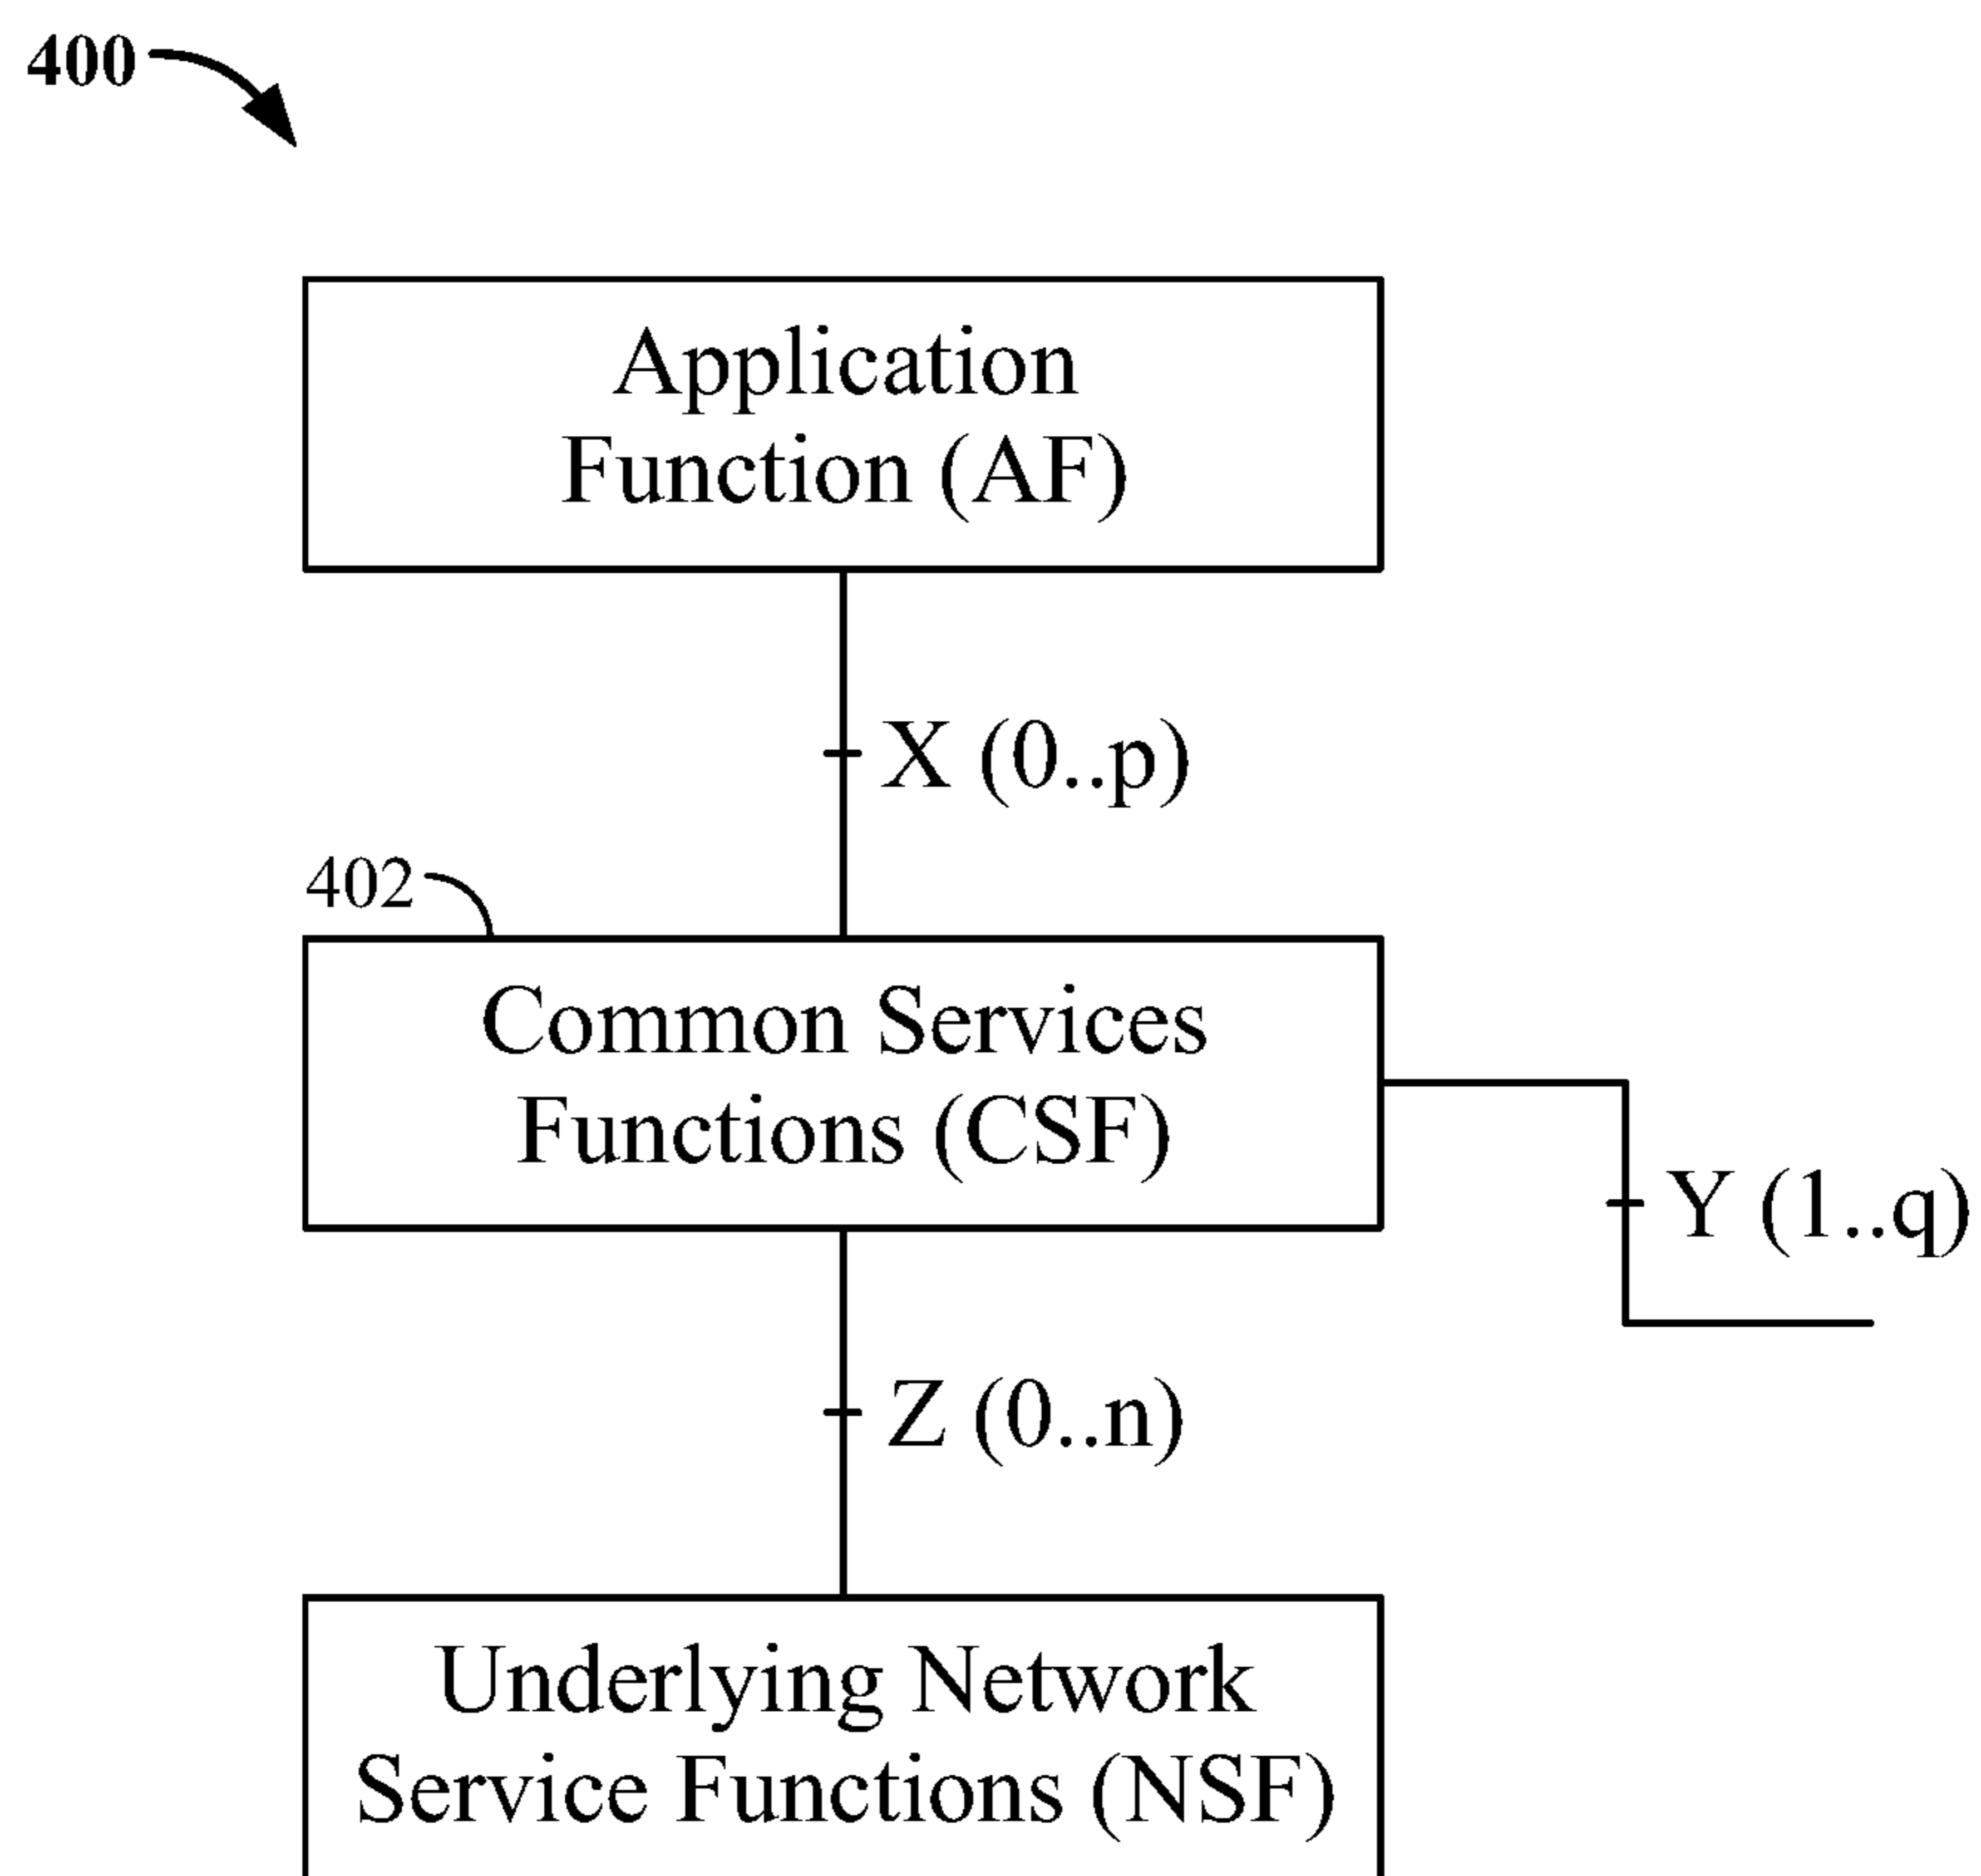 400
Application
Function (AF)
X (0..p)
402
Common Services
Functions (CSF)
Y (1..q)
Z (0..n)
Underlying Network
Service Functions (NSF)